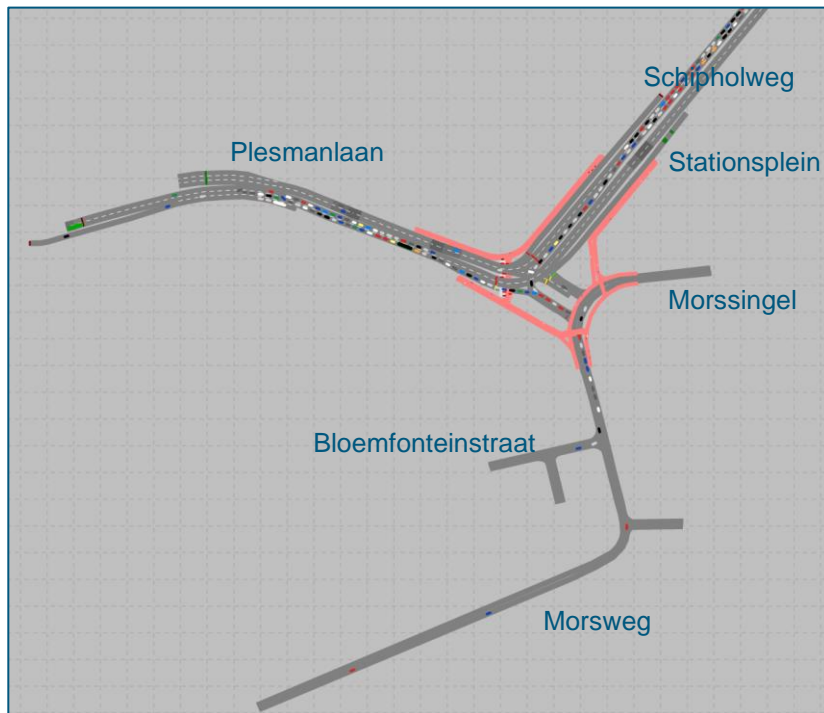 Schipholweg
Plesmanlaan
Stationsplein
Morssingel
Bloemfonteinstraat
Morsweg